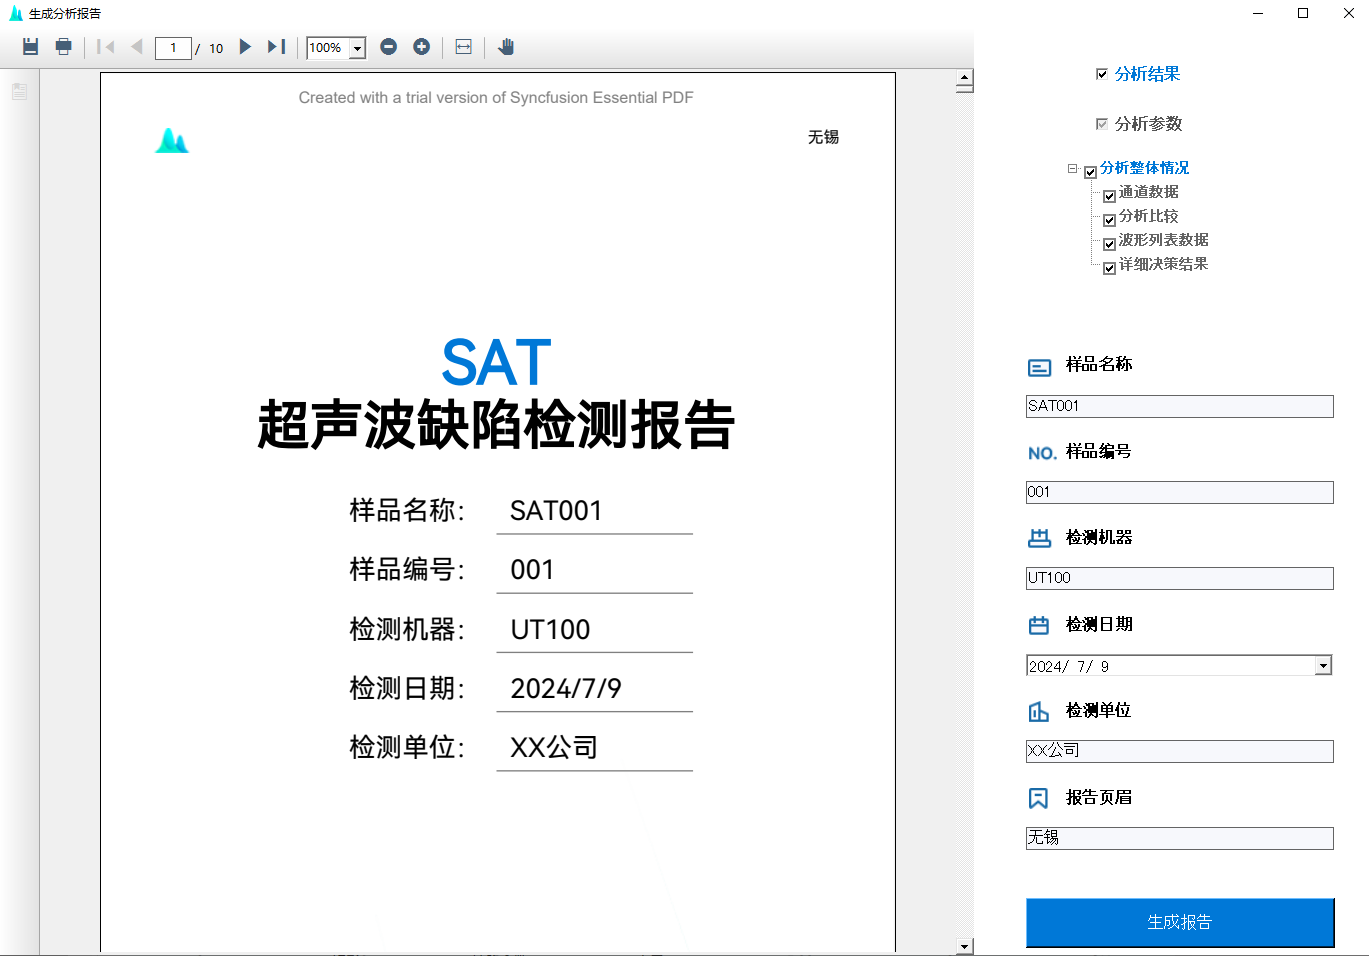 生成分析报告
1 / 10
100%
Created with a trial version of Syncfusion Essential PDF
无锡
SAT
超声波缺陷检测报告
样品名称： SAT001
样品编号： 001
检测机器： UT100
检测日期： 2024/7/9
检测单位： XX公司
分析结果
分析参数
分析整体情况
通道数据
分析比较
波形列表数据
详细决策结果
样品名称
SAT001
NO. 样品编号
001
检测机器
UT100
检测日期
2024/ 7/ 9
检测单位
XX公司
报告页眉
无锡
生成报告